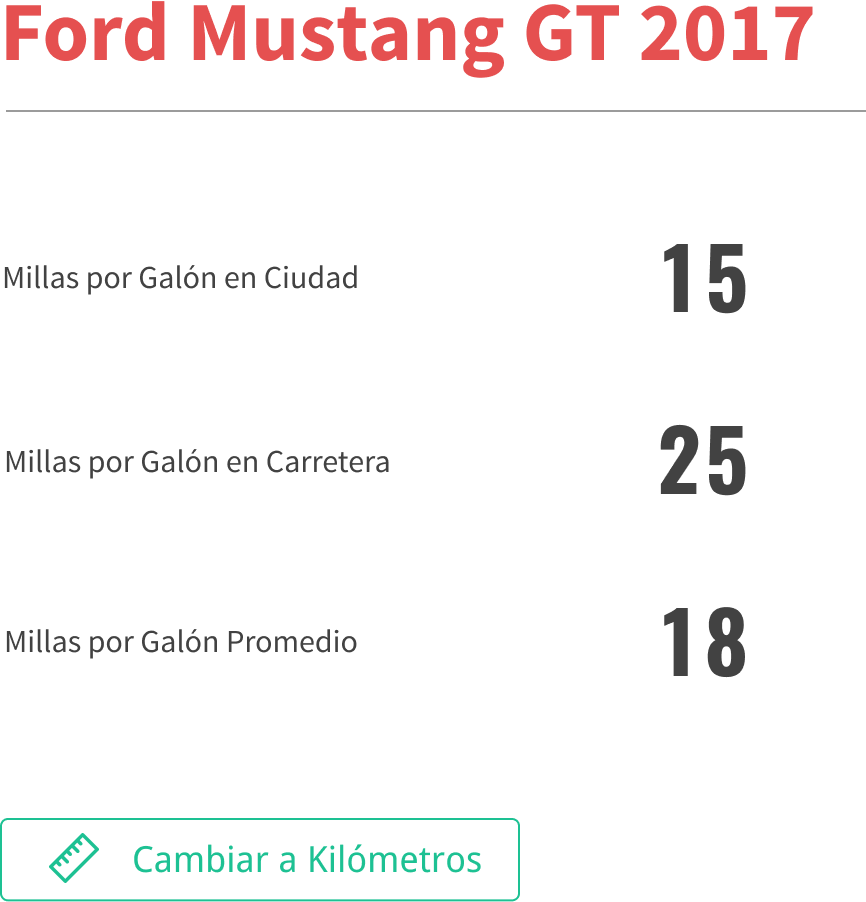 Ford Mustang GT 2017
Millas por Galón en Ciudad 15
Millas por Galón en Carretera 25
Millas por Galón Promedio 18
Cambiar a Kilómetros